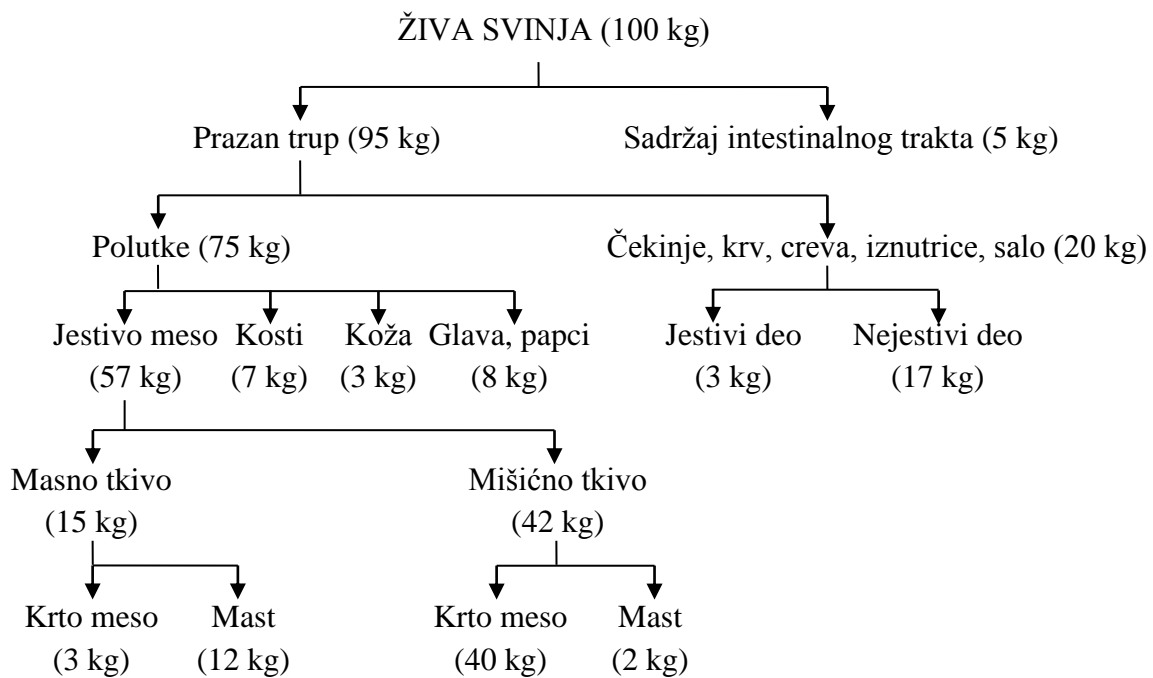 ŽIVA SVINJA (100 kg)
Prazan trup (95 kg) Sadržaj intestinalnog trakta (5 kg)
Polutke (75 kg) Čekinje, krv, creva, iznutrice, salo (20 kg)
Jestivo meso Kosti Koža Glava, papci Jestivi deo Nejestivi deo
(57 kg) (7 kg) (3 kg) (8 kg) (3 kg) (17 kg)
Masno tkivo Mišićno tkivo
(15 kg) (42 kg)
Krto meso Mast Krto meso Mast
(3 kg) (12 kg) (40 kg) (2 kg)